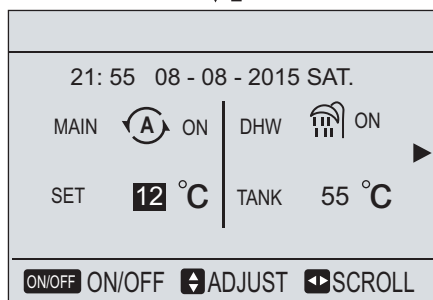 21: 55 08 - 08 - 2015 SAT.
MAIN A ON DHW ON
SET 12 °C TANK 55 °C
ON/OFF ON/OFF ADJUST SCROLL